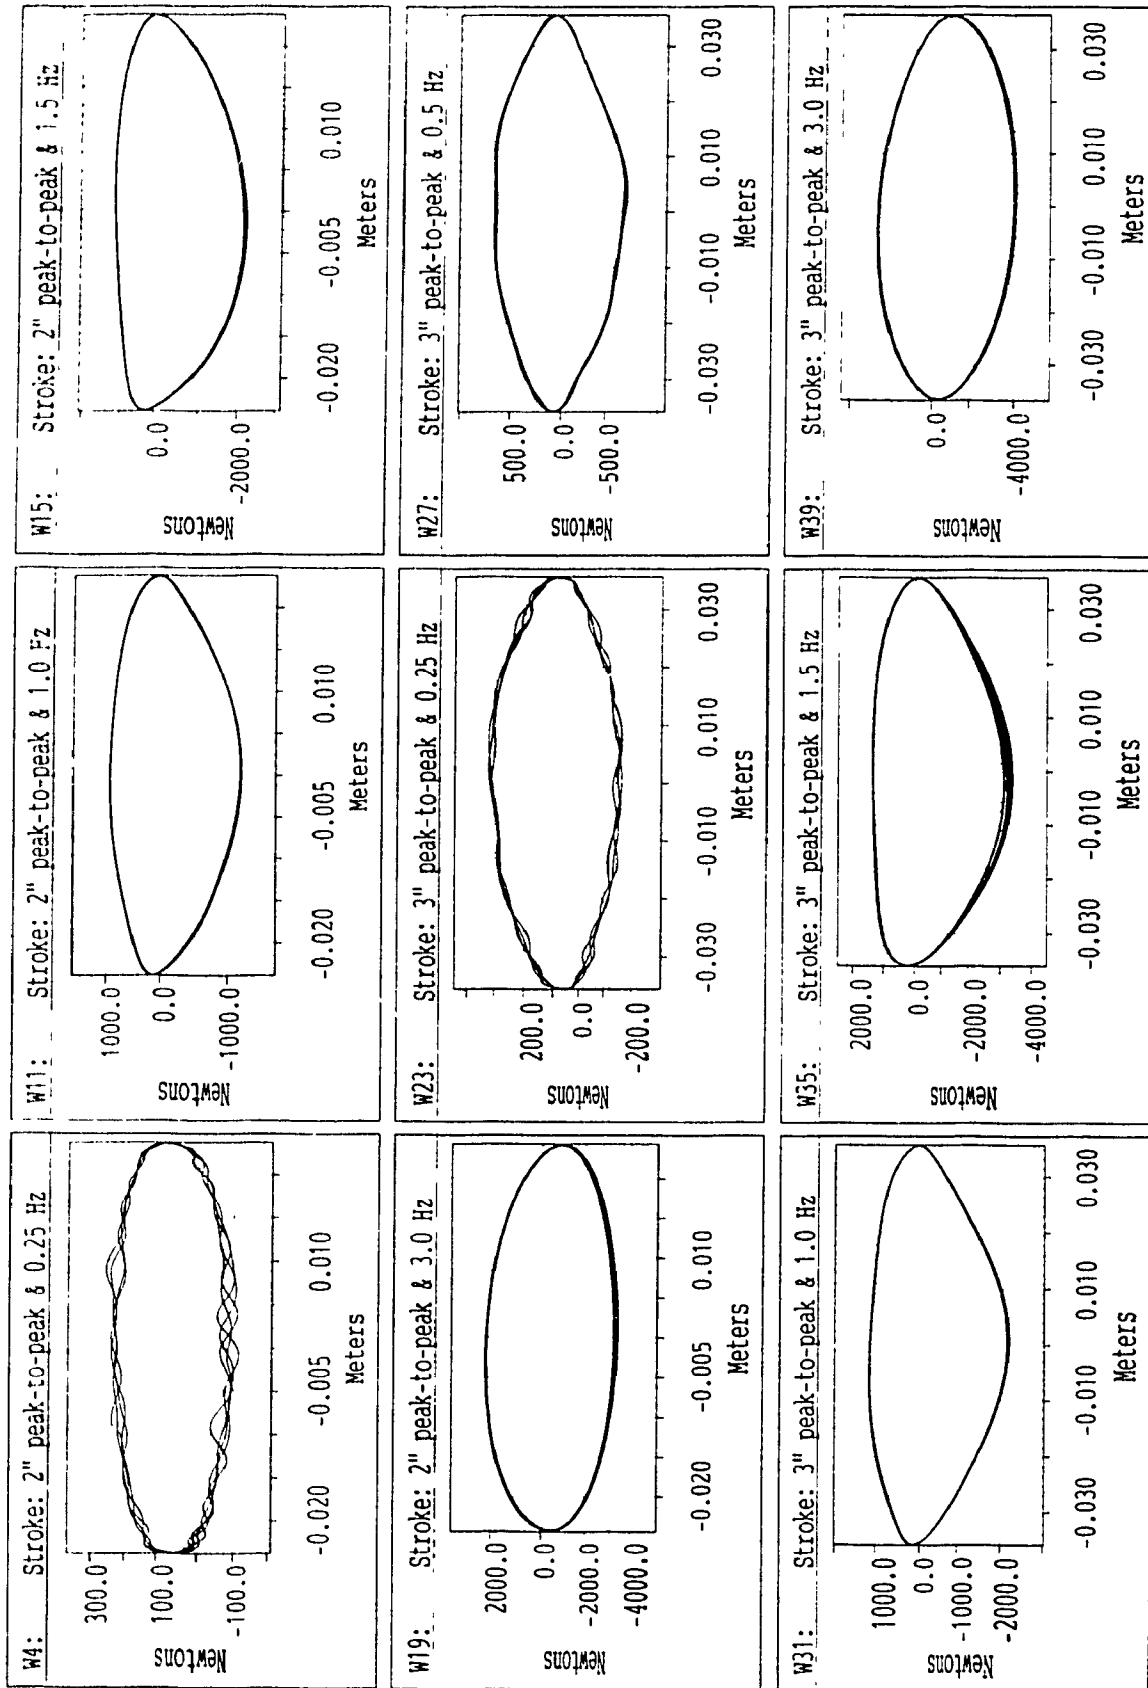 W4: Stroke: 2" peak-to-peak & 0.25 Hz
300.0
100.0
-100.0
Newtons
-0.020 -0.005 0.010
Meters
W11: Stroke: 2" peak-to-peak & 1.0 Hz
1000.0
0.0
-1000.0
Newtons
-0.020 -0.005 0.010
Meters
W15: Stroke: 2" peak-to-peak & 1.5 Hz
0.0
-2000.0
Newtons
-0.020 -0.005 0.010
Meters
W19: Stroke: 2" peak-to-peak & 3.0 Hz
2000.0
0.0
-2000.0
-4000.0
Newtons
-0.020 -0.005 0.010
Meters
W23: Stroke: 3" peak-to-peak & 0.25 Hz
200.0
0.0
-200.0
Newtons
-0.030 -0.010 0.010 0.030
Meters
W27: Stroke: 3" peak-to-peak & 0.5 Hz
500.0
0.0
-500.0
Newtons
-0.030 -0.010 0.010 0.030
Meters
W31: Stroke: 3" peak-to-peak & 1.0 Hz
1000.0
0.0
-1000.0
-2000.0
Newtons
-0.030 -0.010 0.010 0.030
Meters
W35: Stroke: 3" peak-to-peak & 1.5 Hz
2000.0
0.0
-2000.0
-4000.0
Newtons
-0.030 -0.010 0.010 0.030
Meters
W39: Stroke: 3" peak-to-peak & 3.0 Hz
0.0
-4000.0
Newtons
-0.030 -0.010 0.010 0.030
Meters